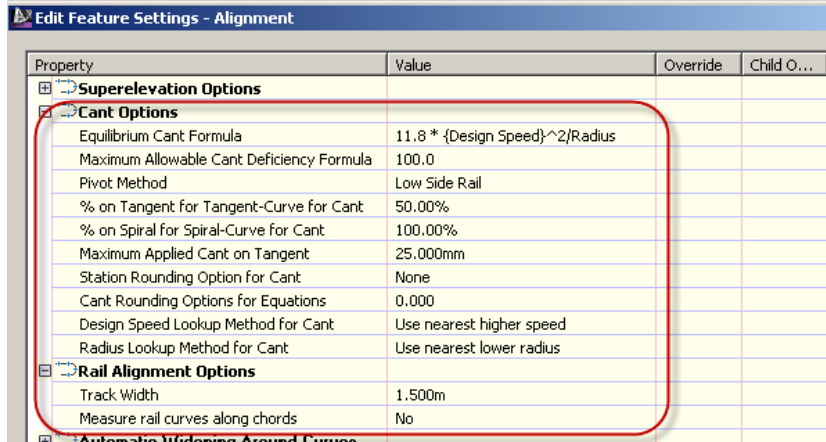 Edit Feature Settings - Alignment
Property Value Override Child O...
Superelevation Options
Cant Options
Equilibrium Cant Formula 11.8 * {Design Speed}^2/Radius
Maximum Allowable Cant Deficiency Formula 100.0
Pivot Method Low Side Rail
% on Tangent for Tangent-Curve for Cant 50.00%
% on Spiral for Spiral-Curve for Cant 100.00%
Maximum Applied Cant on Tangent 25.000mm
Station Rounding Option for Cant None
Cant Rounding Options for Equations 0.000
Design Speed Lookup Method for Cant Use nearest higher speed
Radius Lookup Method for Cant Use nearest lower radius
Rail Alignment Options
Track Width 1.500m
Measure rail curves along chords No
Automatic Widening Around Curves